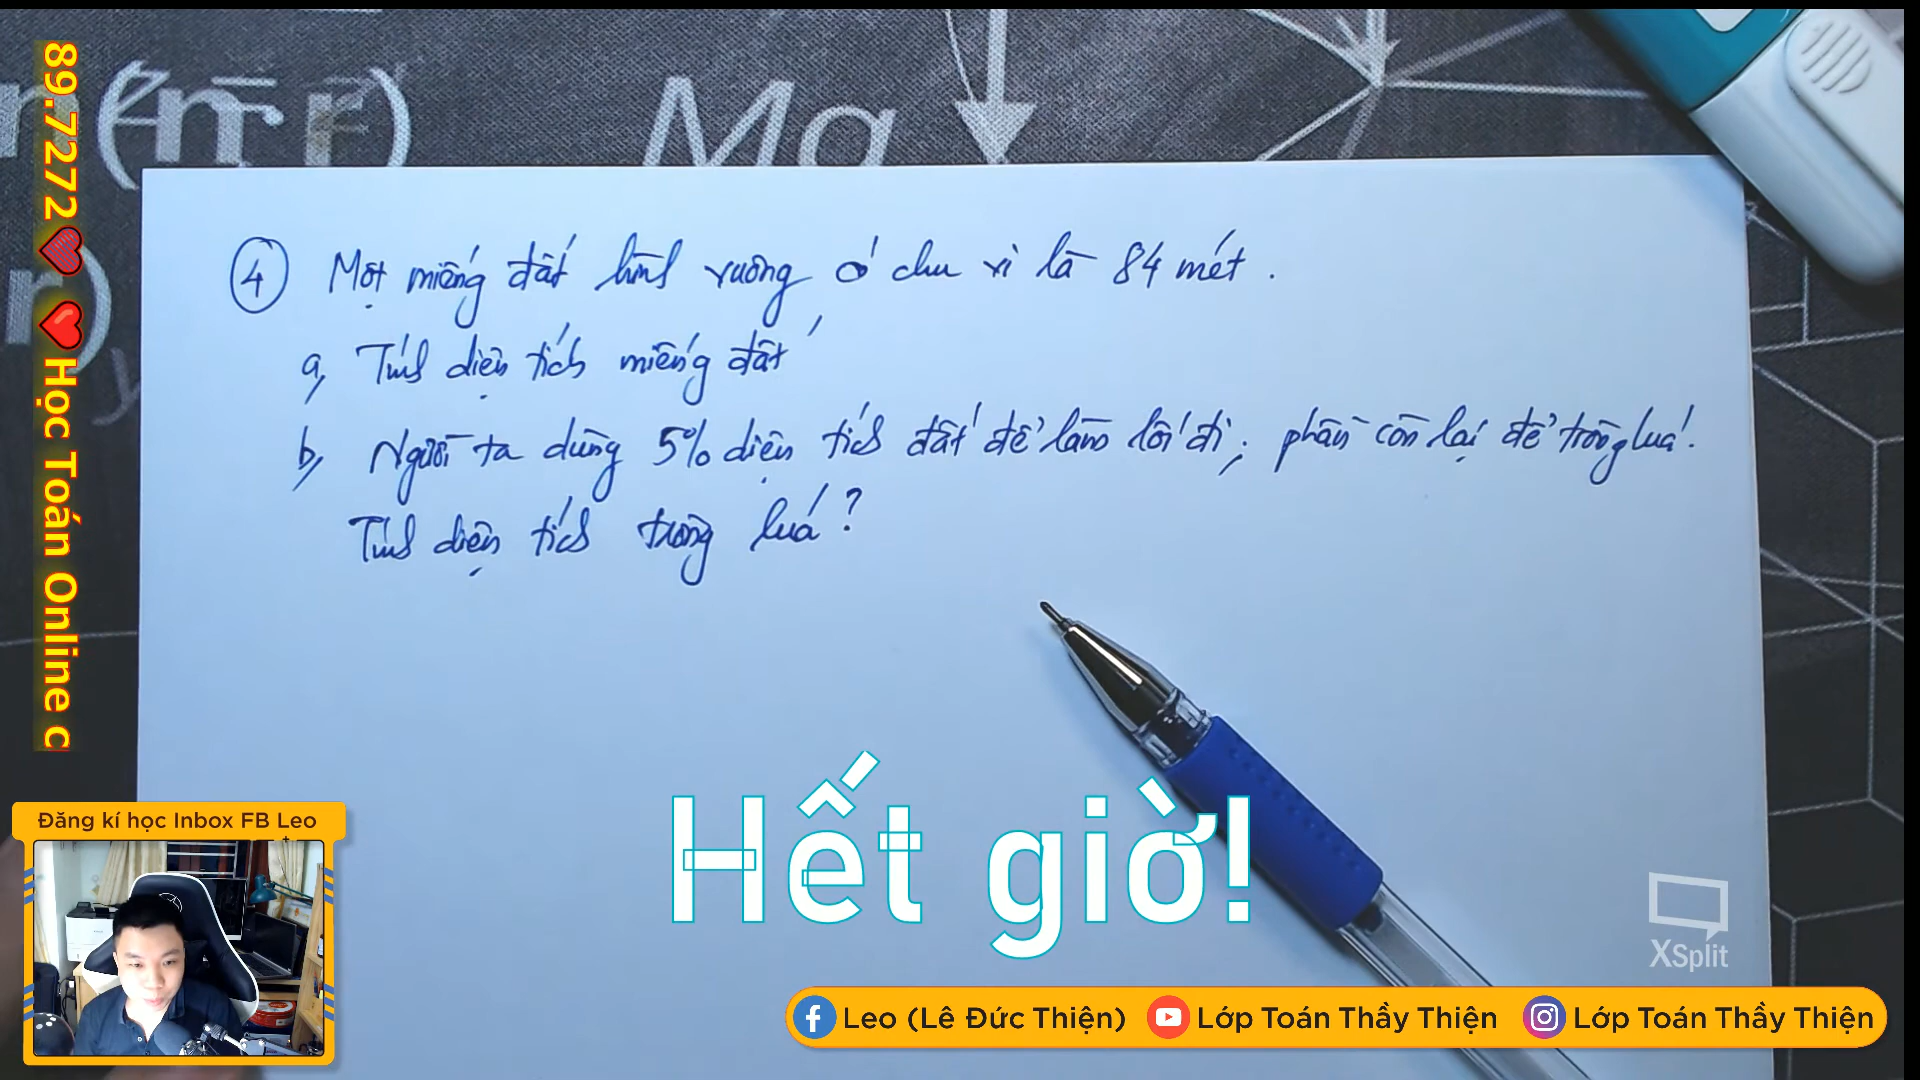 89.7272 ❤ ❤Học Toán Online c
④ Một miếng đất hình vuông có chu vi là 84 mét.
a, Tính diện tích miếng đất
b, Người ta dùng 5% diện tích đất để làm lối đi; phần còn lại để trồng lúa.
Tính diện tích trồng lúa?
Hết giờ!
Đăng kí học Inbox FB Leo
XSplit
Leo (Lê Đức Thiện) Lớp Toán Thầy Thiện Lớp Toán Thầy Thiện